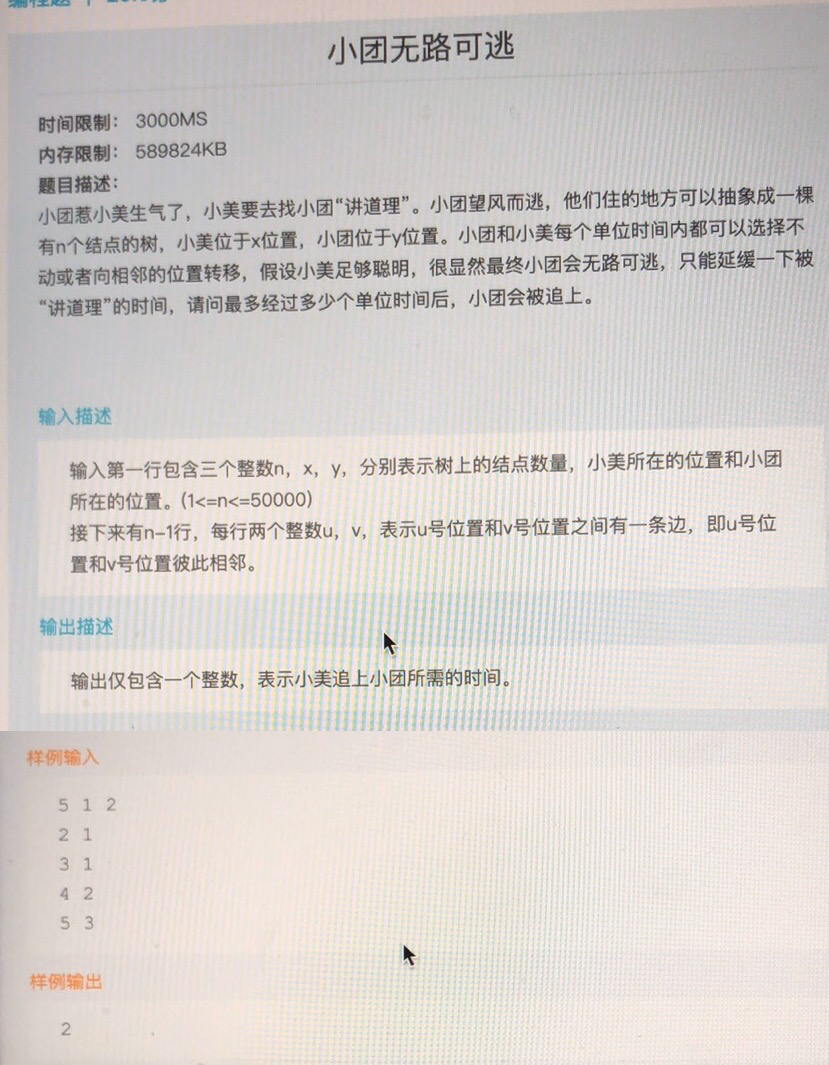 小团无路可逃
时间限制： 3000MS
内存限制： 589824KB
题目描述：
小团惹小美生气了，小美要去找小团“讲道理”。小团望风而逃，他们住的地方可以抽象成一棵
有n个结点的树，小美位于x位置，小团位于y位置。小团和小美每个单位时间内都可以选择不
动或者向相邻的位置转移，假设小美足够聪明，很显然最终小团会无路可逃，只能延缓一下被
“讲道理”的时间，请问最多经过多少个单位时间后，小团会被追上。
输入描述
输入第一行包含三个整数n，x，y，分别表示树上的结点数量，小美所在的位置和小团
所在的位置。(1<=n<=50000)
接下来有n-1行，每行两个整数u，v，表示u号位置和v号位置之间有一条边，即u号位
置和v号位置彼此相邻。
输出描述
输出仅包含一个整数，表示小美追上小团所需的时间。
样例输入
5 1 2
2 1
3 1
4 2
5 3
样例输出
2